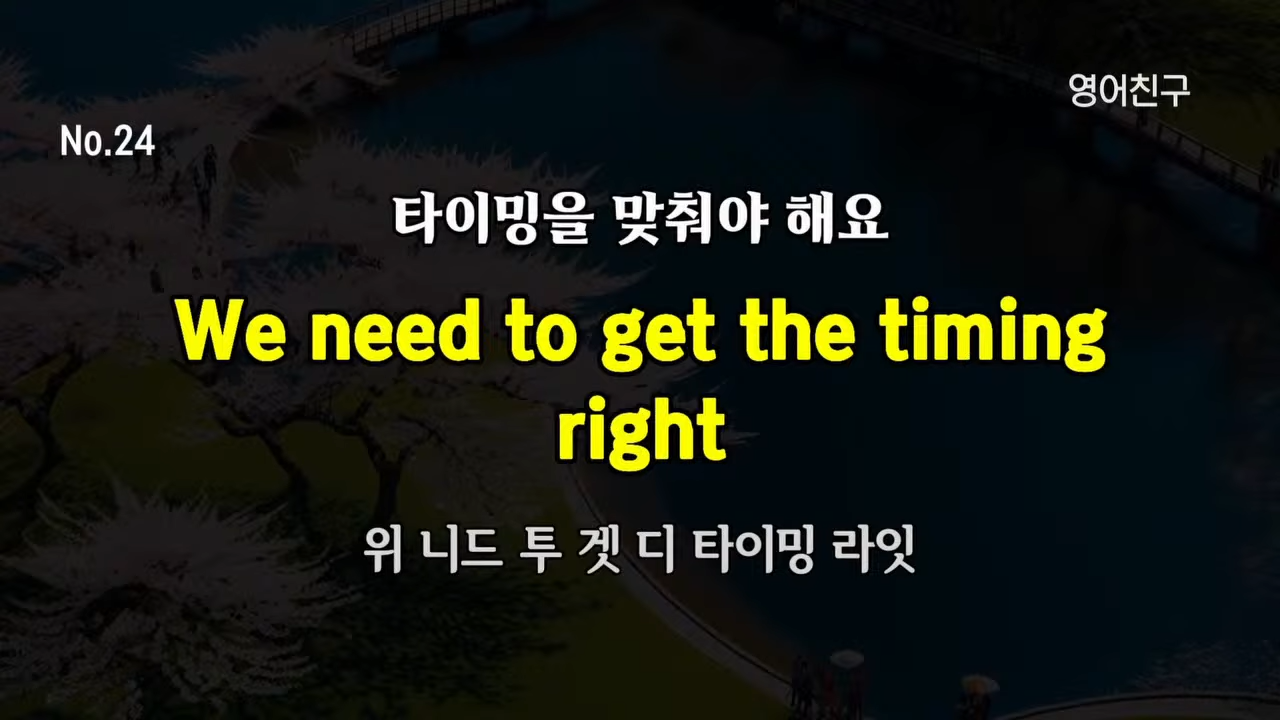 영어친구
No.24
타이밍을 맞춰야 해요
We need to get the timing
right
위 니드 투 겟 디 타이밍 라잇